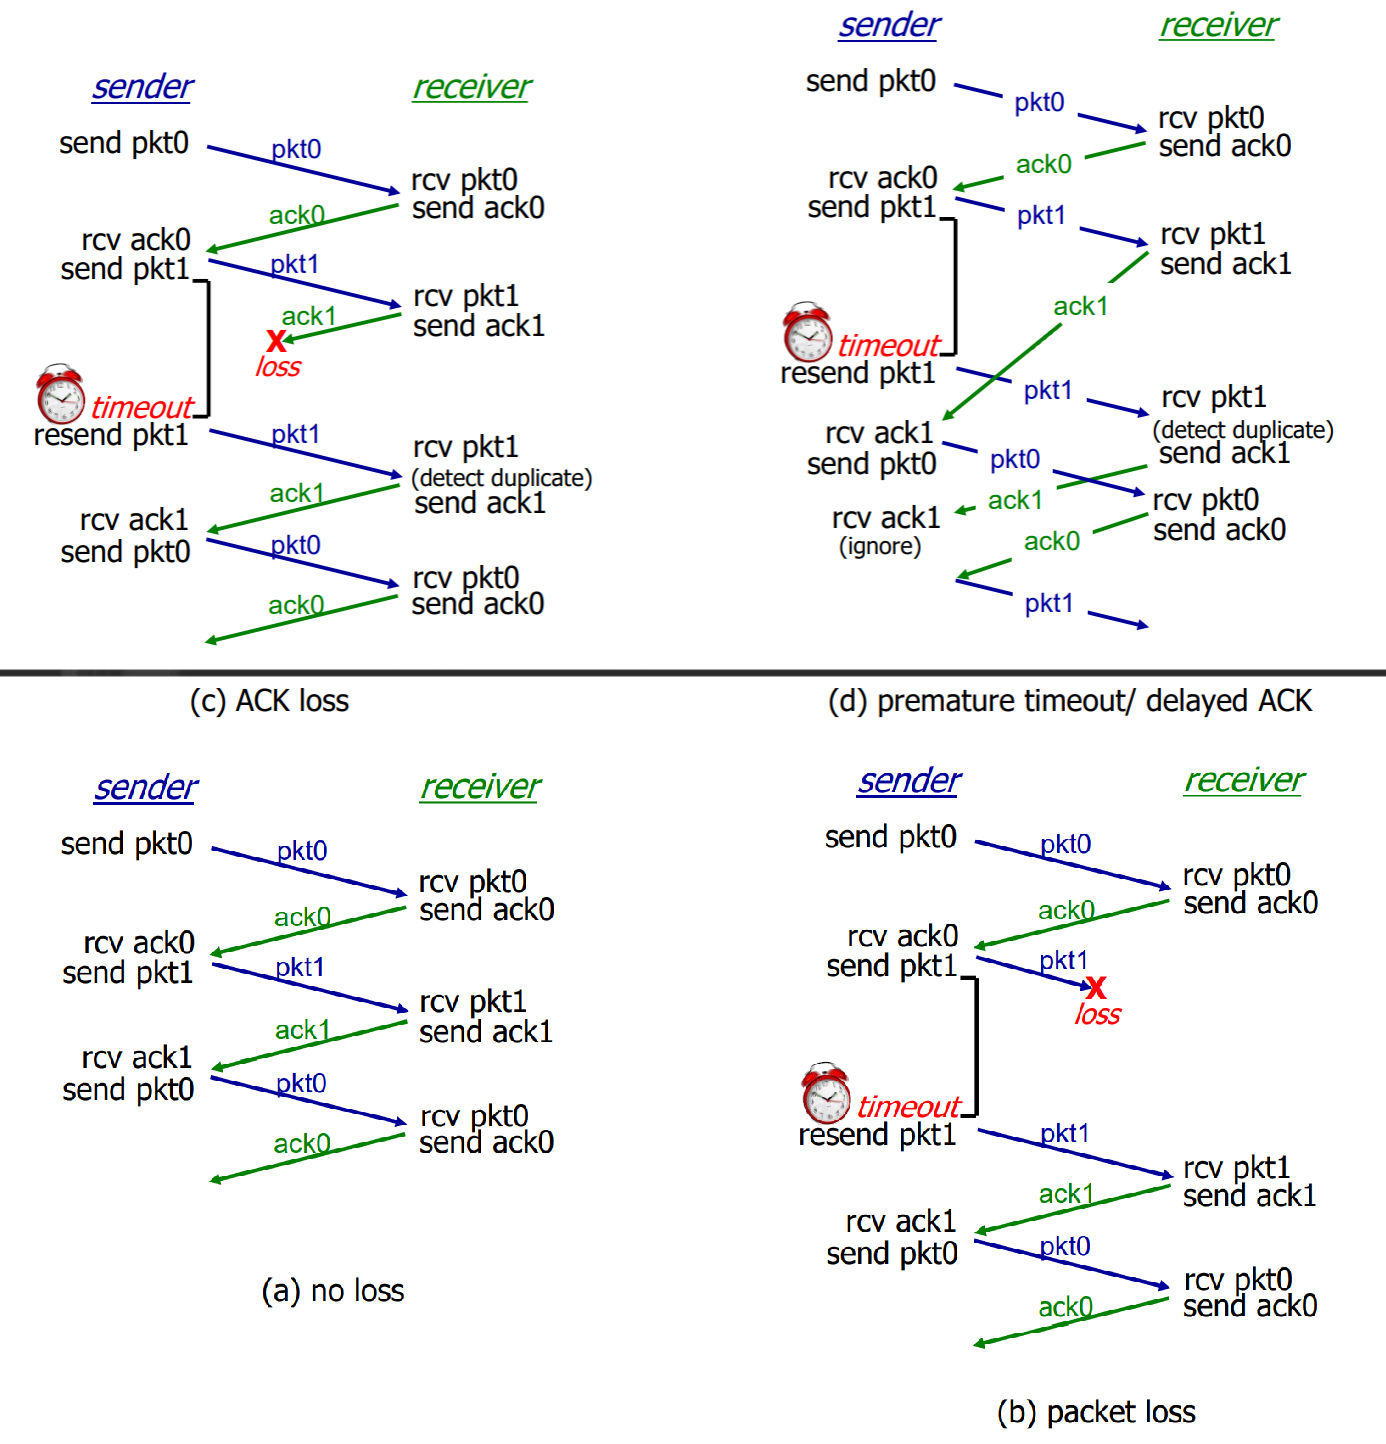 sender
receiver
send pkt0
pkt0
rcv pkt0
send ack0
ack0
rcv ack0
send pkt1
pkt1
rcv pkt1
send ack1
ack1
X
loss
timeout
resend pkt1
pkt1
rcv pkt1
(detect duplicate)
send ack1
ack1
rcv ack1
send pkt0
pkt0
rcv pkt0
send ack0
ack0
(c) ACK loss
sender
receiver
send pkt0
pkt0
rcv pkt0
send ack0
ack0
rcv ack0
send pkt1
pkt1
rcv pkt1
send ack1
ack1
timeout
resend pkt1
pkt1
rcv pkt1
(detect duplicate)
send ack1
rcv ack1
send pkt0
pkt0
ack1
rcv pkt0
send ack0
rcv ack1
(ignore)
ack0
pkt1
(d) premature timeout/ delayed ACK
sender
receiver
send pkt0
pkt0
rcv pkt0
send ack0
ack0
rcv ack0
send pkt1
pkt1
rcv pkt1
send ack1
ack1
rcv ack1
send pkt0
pkt0
rcv pkt0
send ack0
ack0
(a) no loss
sender
receiver
send pkt0
pkt0
rcv pkt0
send ack0
ack0
rcv ack0
send pkt1
pkt1
X
loss
timeout
resend pkt1
pkt1
rcv pkt1
send ack1
ack1
rcv ack1
send pkt0
pkt0
rcv pkt0
send ack0
ack0
(b) packet loss